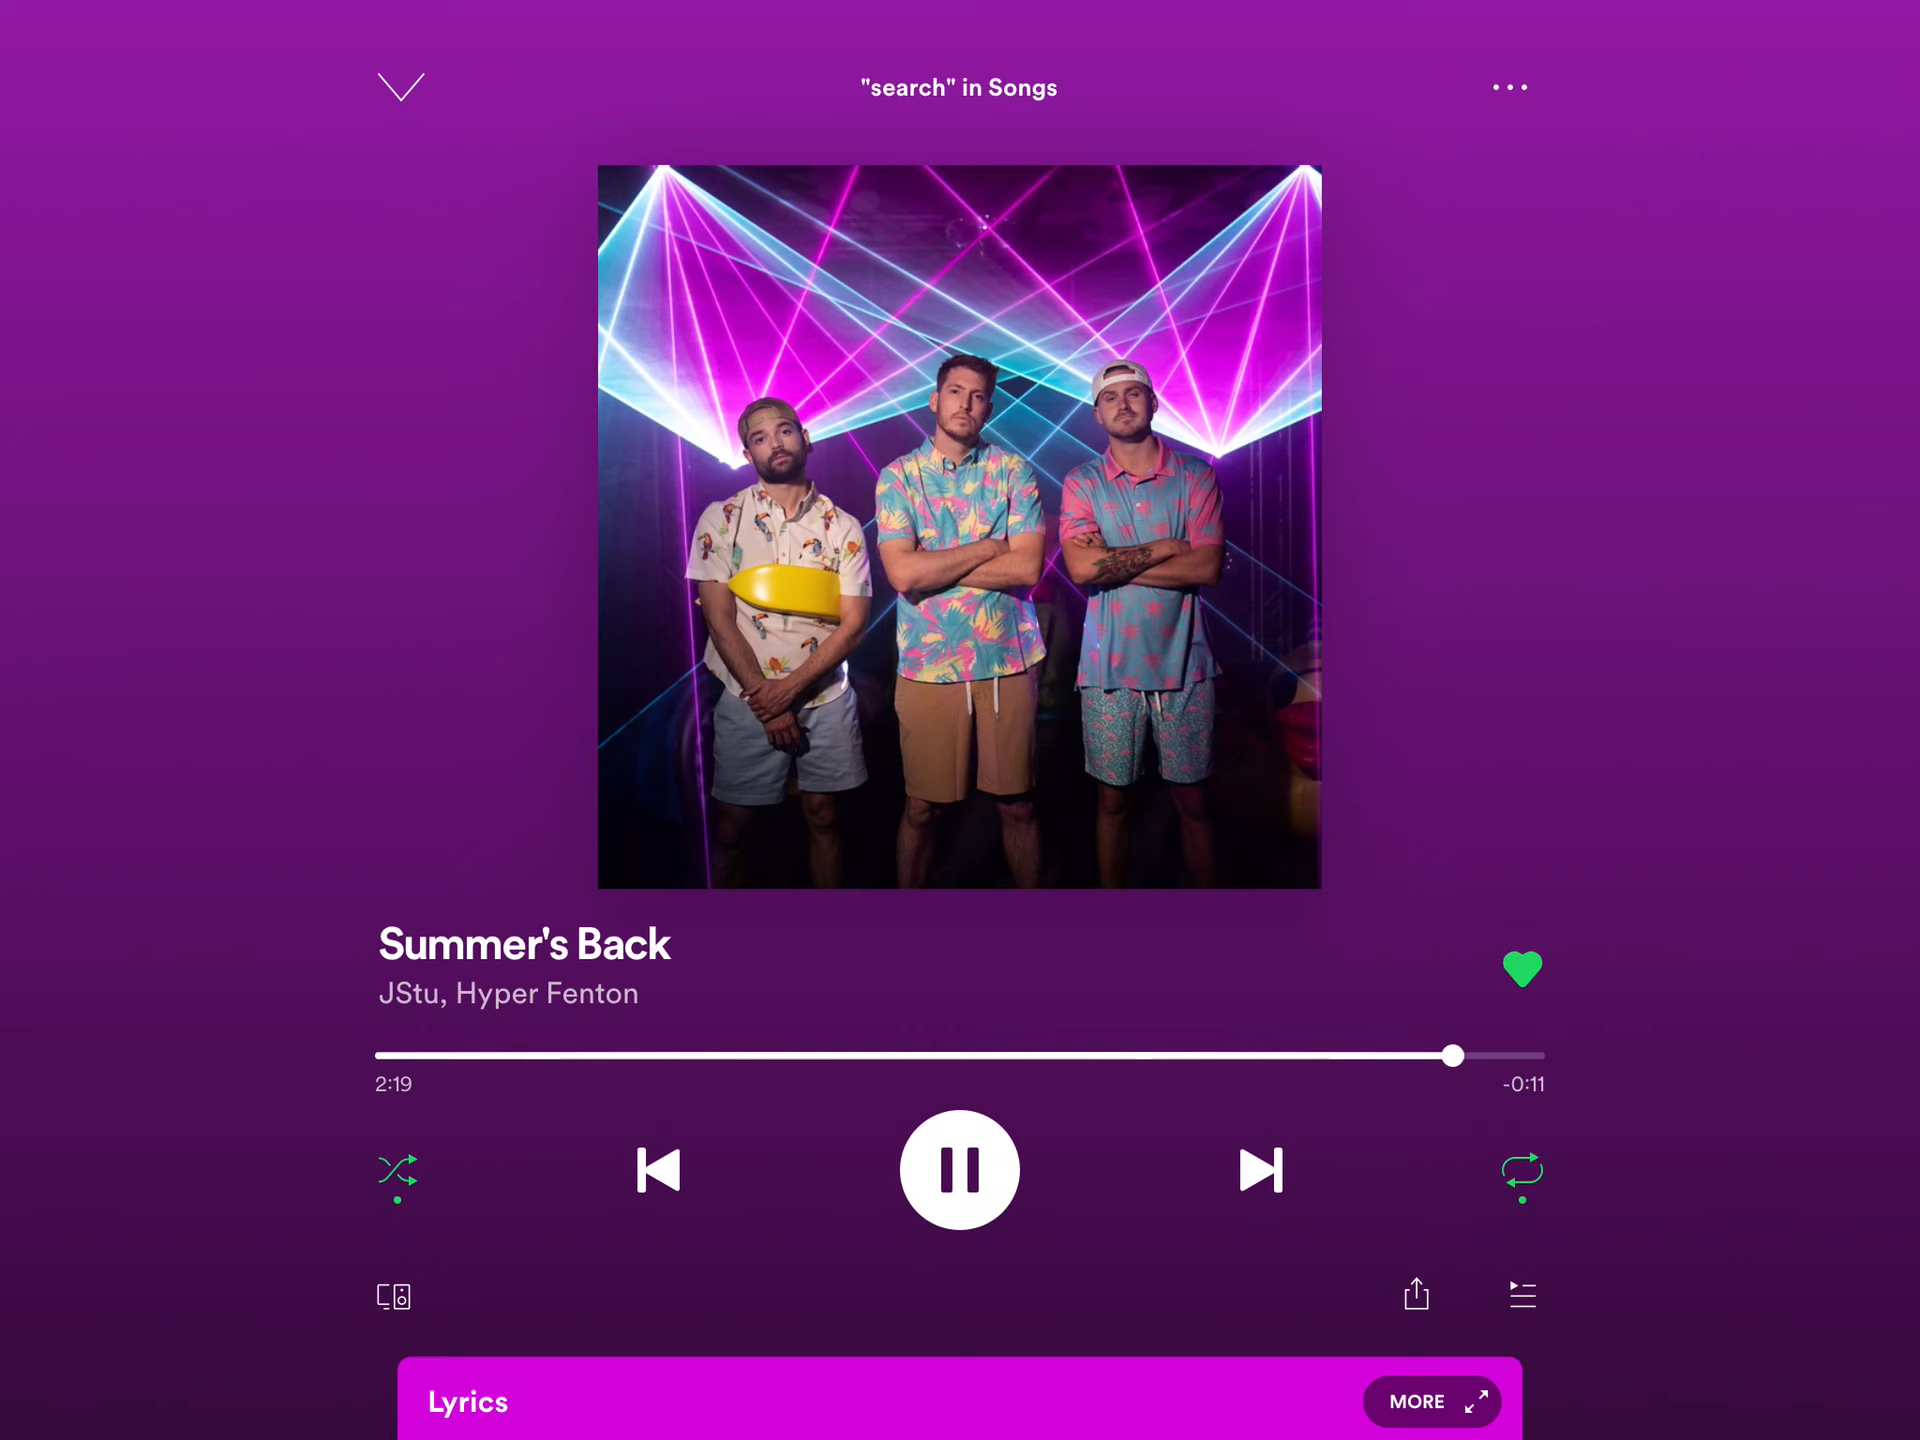 "search" in Songs
Summer's Back
JStu, Hyper Fenton
2:19
-0:11
Lyrics
MORE